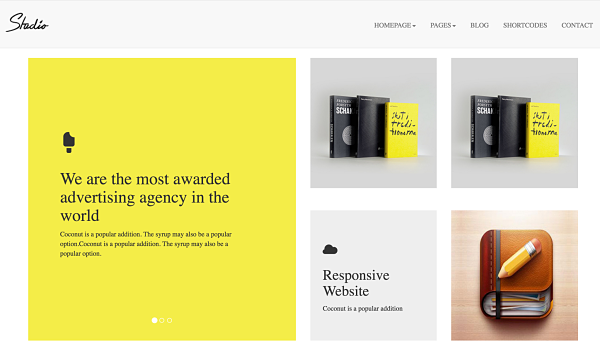 Studio
HOMEPAGE PAGES BLOG SHORTCODES CONTACT
We are the most awarded
advertising agency in the
world
Coconut is a popular addition. The syrup may also be a popular
option.Coconut is a popular addition. The syrup may also be a
popular option.
Responsive
Website
Coconut is a popular addition